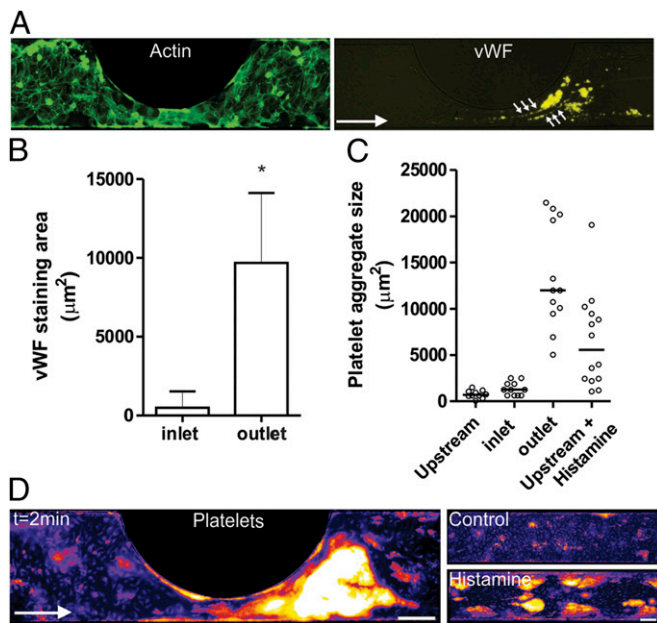 A
Actin
vWF
B
vWF staining area
(μm²)
15000
10000
5000
0
*
inlet
outlet
C
Platelet aggregate size
(μm²)
25000
20000
15000
10000
5000
0
Upstream
inlet
outlet
Upstream +
Histamine
D
t=2min
Platelets
Control
Histamine